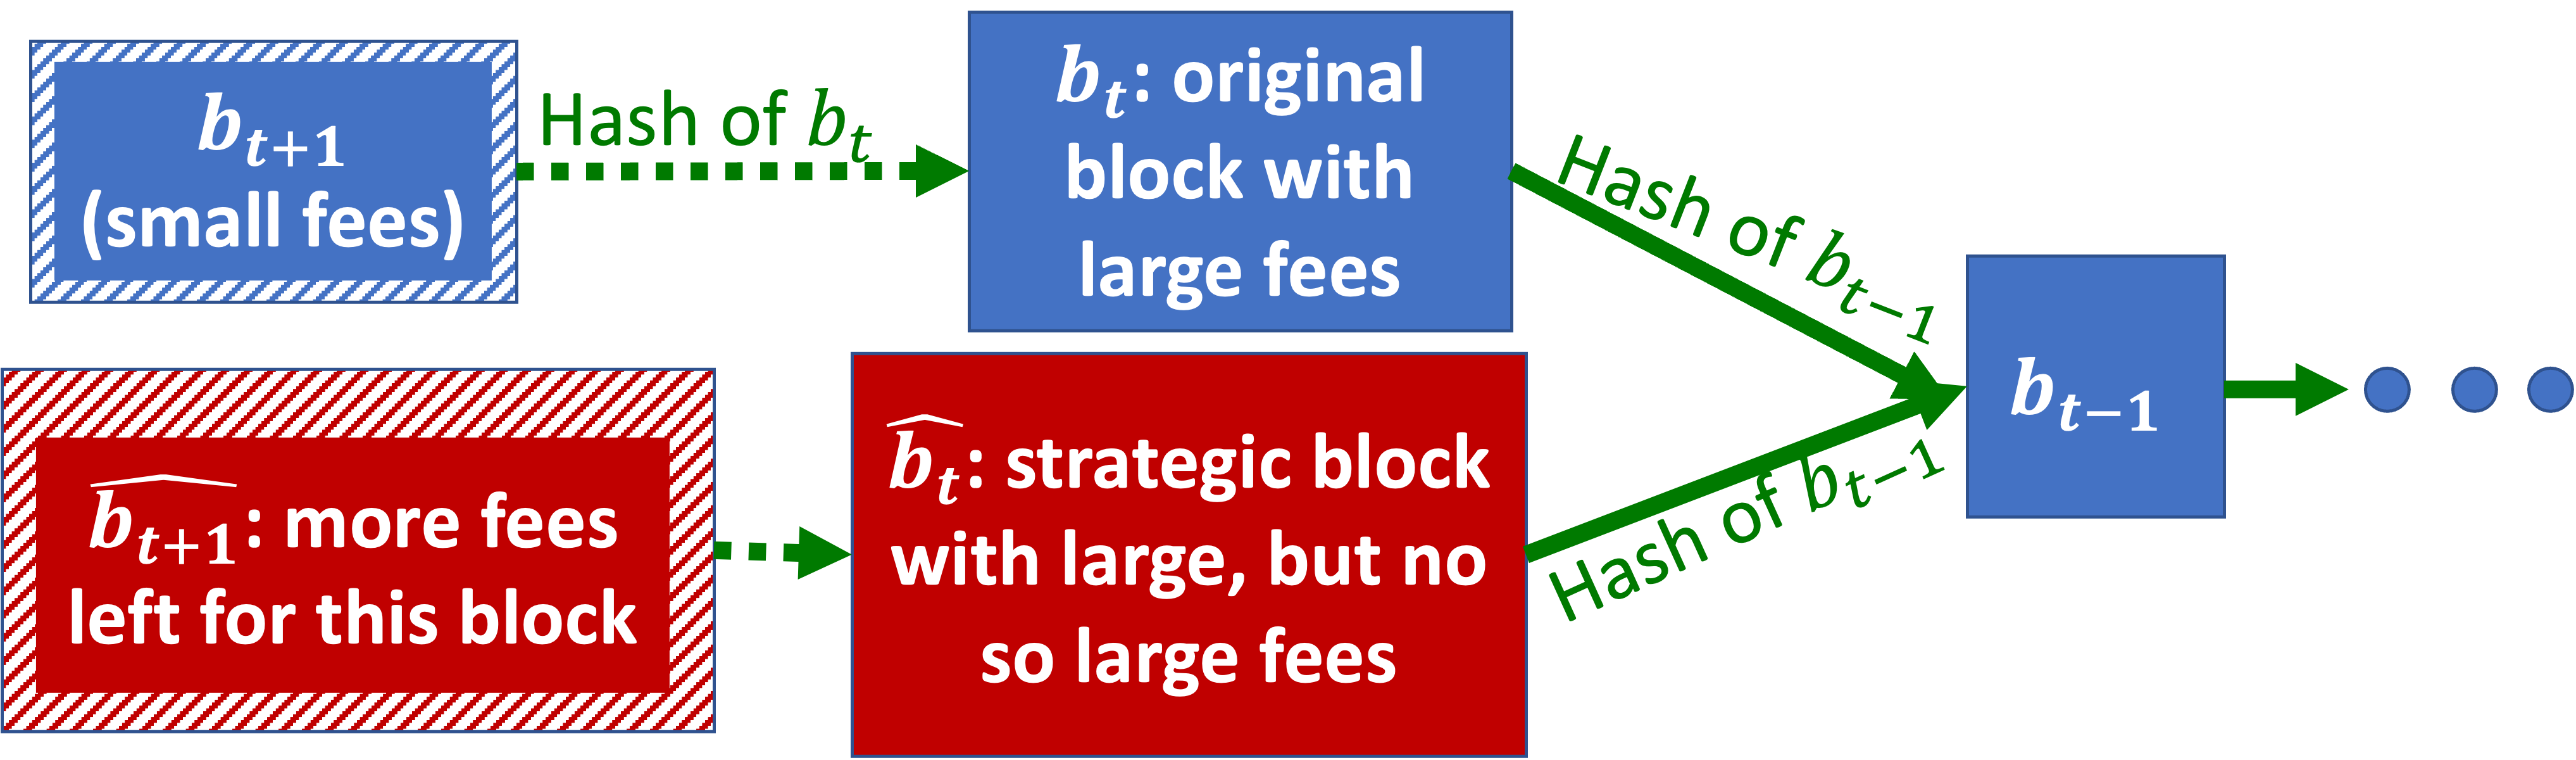 b_{t+1}
(small fees)
Hash of b_t
b_t: original
block with
large fees
Hash of b_{t−1}
\widehat{b_{t+1}}: more fees
left for this block
\widehat{b_t}: strategic block
with large, but no
so large fees
Hash of b_{t−1}
b_{t−1}